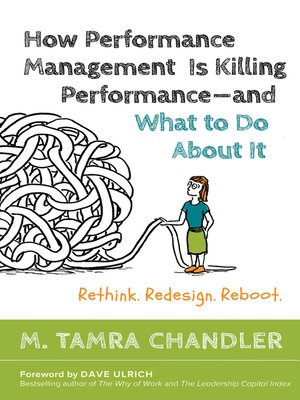 How Performance
Management Is Killing
Performance—and
What to Do
About It
Rethink. Redesign. Reboot.
M. TAMRA CHANDLER
Foreword by DAVE ULRICH
Bestselling author of The Why of Work and The Leadership Capital Index